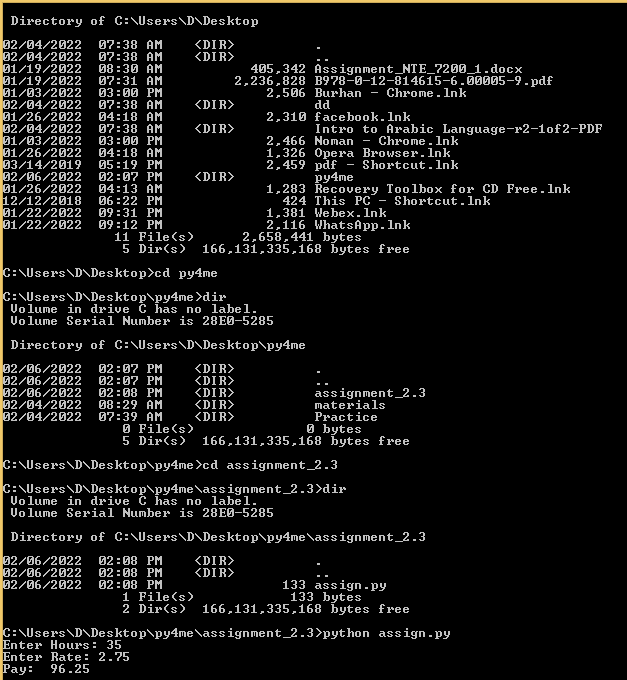 Directory of C:\Users\D\Desktop

02/04/2022  07:38 AM    <DIR>          .
02/04/2022  07:38 AM    <DIR>          ..
01/19/2022  08:30 AM           405,342 Assignment_NTE_7200_1.docx
01/19/2022  07:31 AM         2,236,828 B978-0-12-814615-6.00005-9.pdf
01/03/2022  03:00 PM             2,506 Burhan - Chrome.lnk
02/04/2022  07:38 AM    <DIR>          dd
01/26/2022  04:18 AM             2,310 facebook.lnk
02/04/2022  07:38 AM    <DIR>          Intro to Arabic Language-r2-1of2-PDF
01/03/2022  03:00 PM             2,466 Noman - Chrome.lnk
01/26/2022  04:18 AM             1,326 Opera Browser.lnk
03/14/2019  05:19 PM             2,459 pdf - Shortcut.lnk
02/06/2022  02:07 PM    <DIR>          py4me
01/26/2022  04:13 AM             1,283 Recovery Toolbox for CD Free.lnk
12/12/2018  06:22 PM               424 This PC - Shortcut.lnk
01/22/2022  09:31 PM             1,381 Webex.lnk
01/22/2022  09:12 PM             2,116 WhatsApp.lnk
              11 File(s)      2,658,441 bytes
               5 Dir(s)  166,131,335,168 bytes free

C:\Users\D\Desktop>cd py4me

C:\Users\D\Desktop\py4me>dir
 Volume in drive C has no label.
 Volume Serial Number is 28E0-5285

 Directory of C:\Users\D\Desktop\py4me

02/06/2022  02:07 PM    <DIR>          .
02/06/2022  02:07 PM    <DIR>          ..
02/06/2022  02:08 PM    <DIR>          assignment_2.3
02/04/2022  08:29 AM    <DIR>          materials
02/04/2022  07:39 AM    <DIR>          Practice
               0 File(s)              0 bytes
               5 Dir(s)  166,131,335,168 bytes free

C:\Users\D\Desktop\py4me>cd assignment_2.3

C:\Users\D\Desktop\py4me\assignment_2.3>dir
 Volume in drive C has no label.
 Volume Serial Number is 28E0-5285

 Directory of C:\Users\D\Desktop\py4me\assignment_2.3

02/06/2022  02:08 PM    <DIR>          .
02/06/2022  02:08 PM    <DIR>          ..
02/06/2022  02:08 PM               133 assign.py
               1 File(s)            133 bytes
               2 Dir(s)  166,131,335,168 bytes free

C:\Users\D\Desktop\py4me\assignment_2.3>python assign.py
Enter Hours: 35
Enter Rate: 2.75
Pay:  96.25